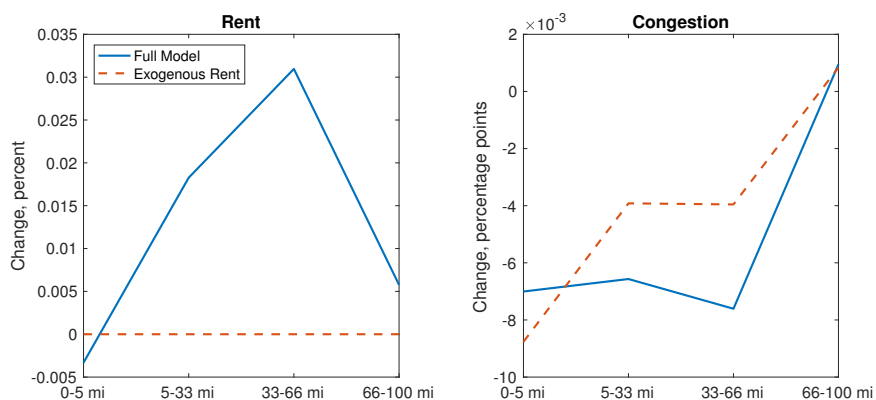 Rent
Change, percent
0.035
0.03
0.025
0.02
0.015
0.01
0.005
0
-0.005
Full Model
Exogenous Rent
0-5 mi 5-33 mi 33-66 mi 66-100 mi
Congestion
×10⁻³
Change, percentage points
2
0
-2
-4
-6
-8
-10
0-5 mi 5-33 mi 33-66 mi 66-100 mi